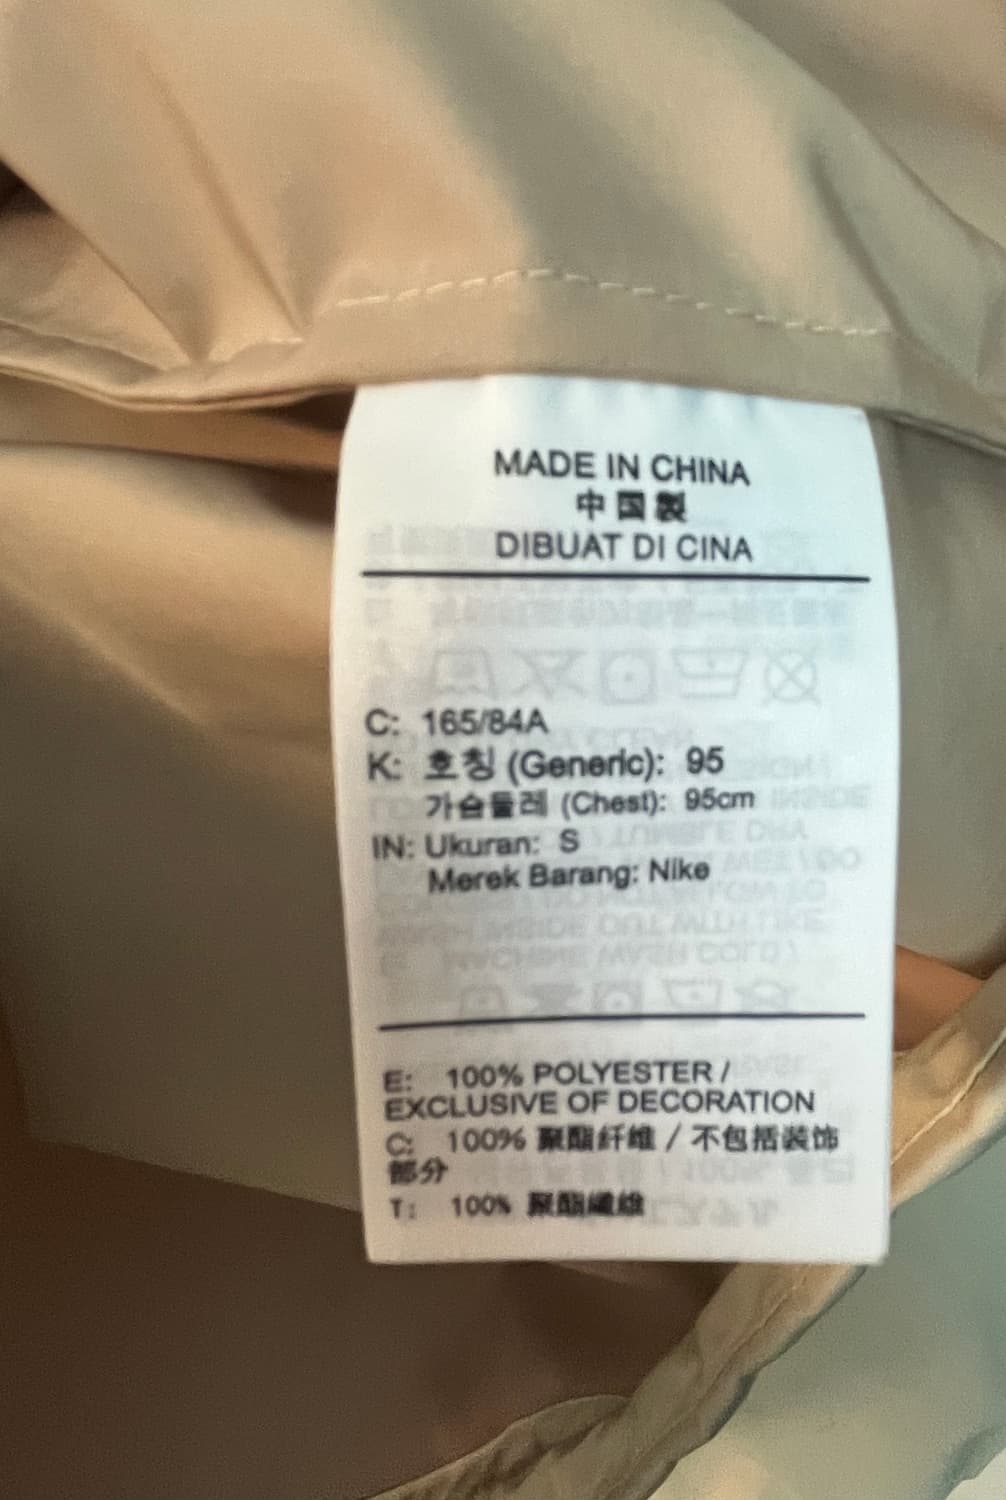 MADE IN CHINA
中国製
DIBUAT DI CINA
C: 165/84A
K: 호칭 (Generic): 95
가슴둘레 (Chest): 95cm
IN: Ukuran: S
Merek Barang: Nike
E: 100% POLYESTER /
EXCLUSIVE OF DECORATION
C: 100% 聚酯纤维 / 不包括装饰
部分
T: 100% 聚酯纖維